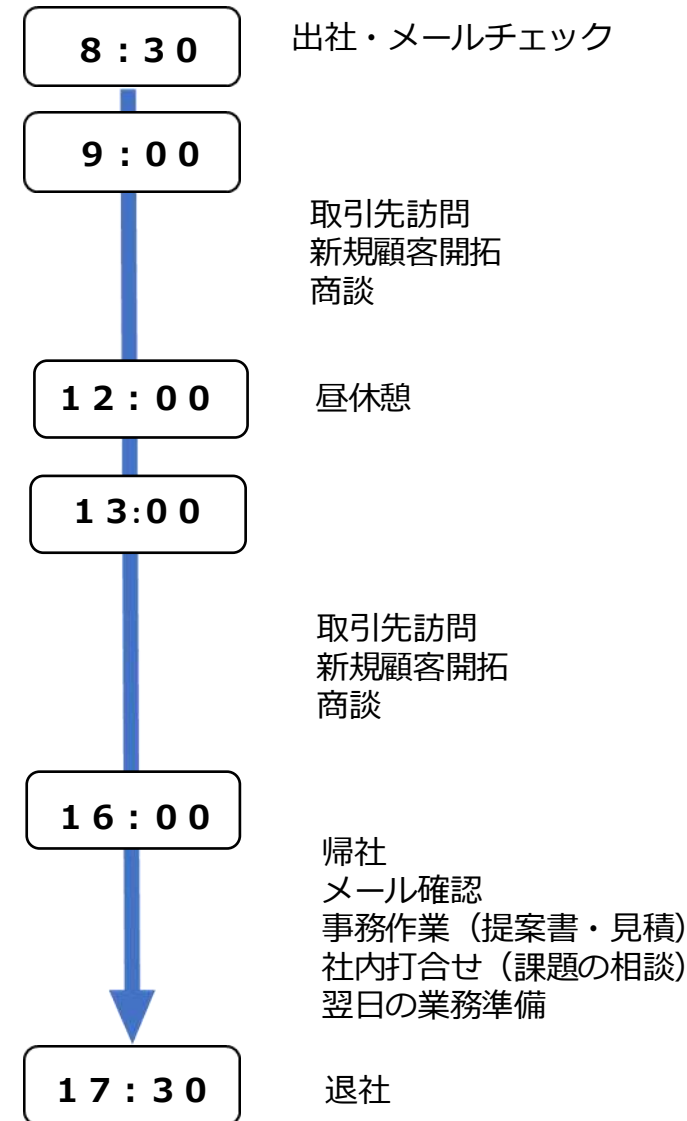 8：30
出社・メールチェック
9：00
取引先訪問
新規顧客開拓
商談
12：00
昼休憩
13:00
取引先訪問
新規顧客開拓
商談
16：00
帰社
メール確認
事務作業（提案書・見積）
社内打合せ（課題の相談）
翌日の業務準備
17：30
退社